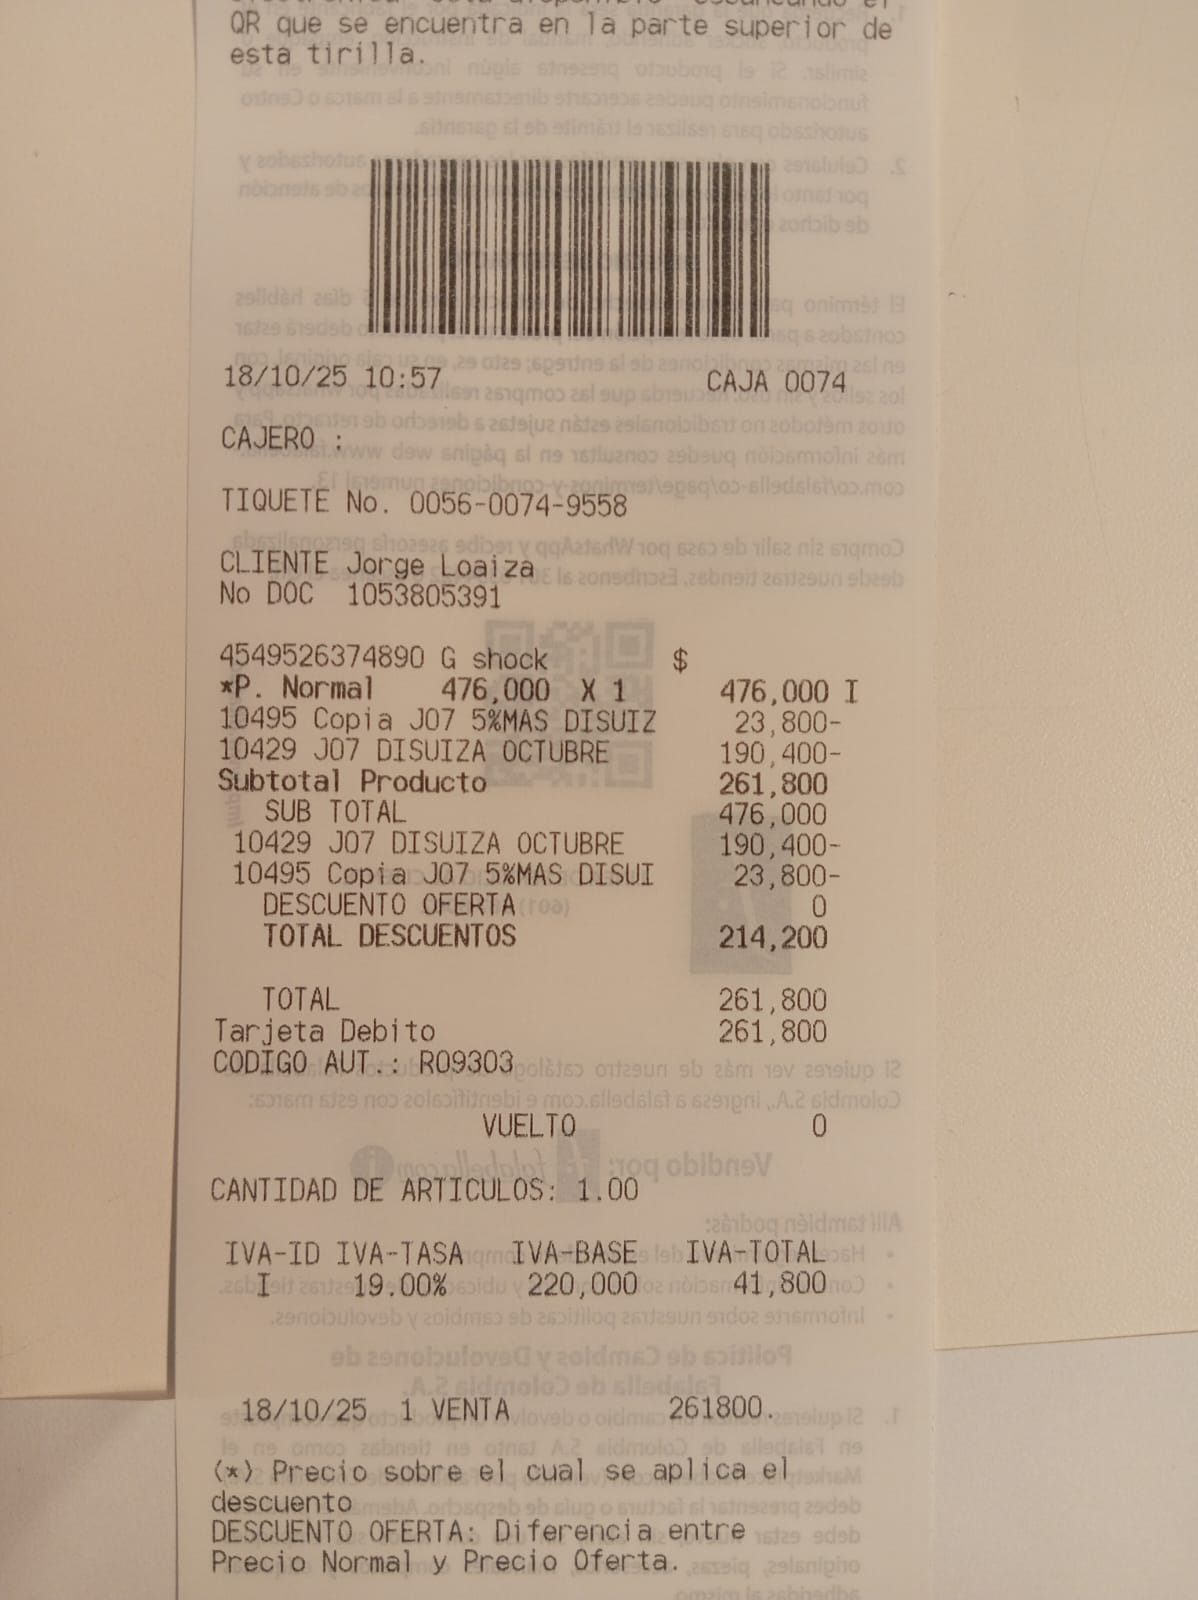 QR que se encuentra en la parte superior de
esta tirilla.
18/10/25 10:57 CAJA 0074
CAJERO :
TIQUETE No. 0056-0074-9558
CLIENTE Jorge Loaiza
No DOC 1053805391
4549526374890 G shock $
*P. Normal 476,000 X 1 476,000 I
10495 Copia J07 5%MAS DISUIZ 23,800-
10429 J07 DISUIZA OCTUBRE 190,400-
Subtotal Producto 261,800
SUB TOTAL 476,000
10429 J07 DISUIZA OCTUBRE 190,400-
10495 Copia J07 5%MAS DISUI 23,800-
DESCUENTO OFERTA 0
TOTAL DESCUENTOS 214,200
TOTAL 261,800
Tarjeta Debito 261,800
CODIGO AUT.: R09303
VUELTO 0
CANTIDAD DE ARTICULOS: 1.00
IVA-ID IVA-TASA IVA-BASE IVA-TOTAL
I 19.00% 220,000 41,800
18/10/25 1 VENTA 261800.
(*) Precio sobre el cual se aplica el
descuento
DESCUENTO OFERTA: Diferencia entre
Precio Normal y Precio Oferta.